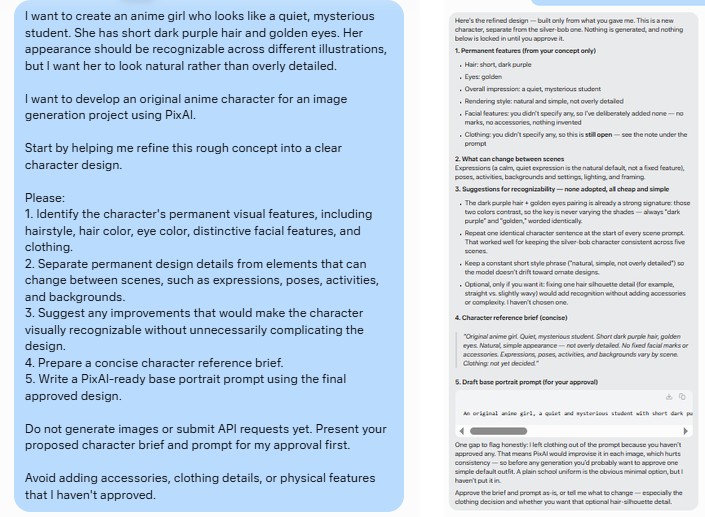 I want to create an anime girl who looks like a quiet, mysterious
student. She has short dark purple hair and golden eyes. Her
appearance should be recognizable across different illustrations,
but I want her to look natural rather than overly detailed.
I want to develop an original anime character for an image
generation project using PixAI.
Start by helping me refine this rough concept into a clear
character design.
Please:
1. Identify the character's permanent visual features, including
hairstyle, hair color, eye color, distinctive facial features, and
clothing.
2. Separate permanent design details from elements that can
change between scenes, such as expressions, poses, activities,
and backgrounds.
3. Suggest any improvements that would make the character
visually recognizable without unnecessarily complicating the
design.
4. Prepare a concise character reference brief.
5. Write a PixAI-ready base portrait prompt using the final
approved design.
Do not generate images or submit API requests yet. Present your
proposed character brief and prompt for my approval first.
Avoid adding accessories, clothing details, or physical features
that I haven't approved.
Here's the refined design — built only from what you gave me. This is a new
character, separate from the silver-bob one. Nothing is generated, and nothing
below is locked in until you approve it.
1. Permanent features (from your concept only)
• Hair: short, dark purple
• Eyes: golden
• Overall impression: a quiet, mysterious student
• Rendering style: natural and simple, not overly detailed
• Facial features: you didn't specify any, so I've deliberately added none — no
marks, no accessories, nothing invented
• Clothing: you didn't specify any, so this is still open — see the note under the
prompt
2. What can change between scenes
Expressions (a calm, quiet expression is the natural default, not a fixed feature),
poses, activities, backgrounds and settings, lighting, and framing.
3. Suggestions for recognizability — none adopted, all cheap and simple
• The dark purple hair + golden eyes pairing is already a strong signature: those
two colors contrast, so the key is never varying the shades — always "dark
purple" and "golden," worded identically.
• Repeat one identical character sentence at the start of every scene prompt.
That worked well for keeping the silver-bob character consistent across five
scenes.
• Keep a constant short style phrase ("natural, simple, not overly detailed") so
the model doesn't drift toward ornate designs.
• Optional, only if you want it: fixing one hair silhouette detail (for example,
straight vs. slightly wavy) would add recognition without adding accessories
or complexity. I haven't chosen one.
4. Character reference brief (concise)
"Original anime girl. Quiet, mysterious student. Short dark purple hair, golden
eyes. Natural, simple appearance — not overly detailed. No fixed facial marks or
accessories. Expressions, poses, activities, and backgrounds vary by scene.
Clothing: not yet decided."
5. Draft base portrait prompt (for your approval)
An original anime girl, a quiet and mysterious student with short dark pu
One gap to flag honestly: I left clothing out of the prompt because you haven't
approved any. That means PixAI would improvise it in each image, which hurts
consistency — so before any generation you'd probably want to approve one
simple default outfit. A plain school uniform is the obvious minimal option, but I
haven't put it in.
Approve the brief and prompt as-is, or tell me what to change — especially the
clothing decision and whether you want that optional hair-silhouette detail.